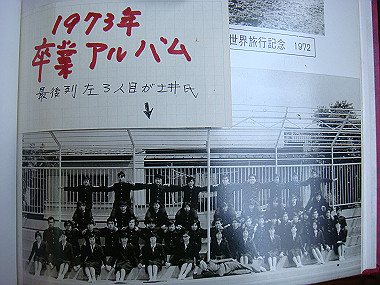 1973年
卒業アルバム
最後列左3人目が土井氏
世界旅行記念 1972